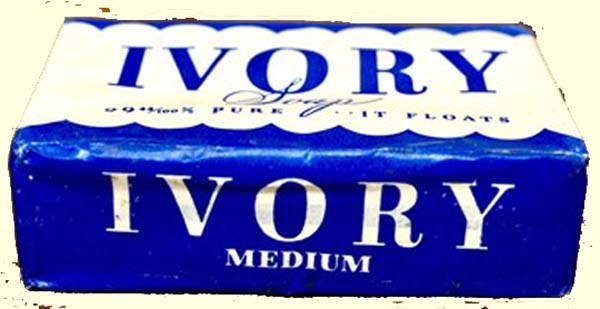 IVORY
Soap
99 44/100% PURE ...IT FLOATS
IVORY
MEDIUM